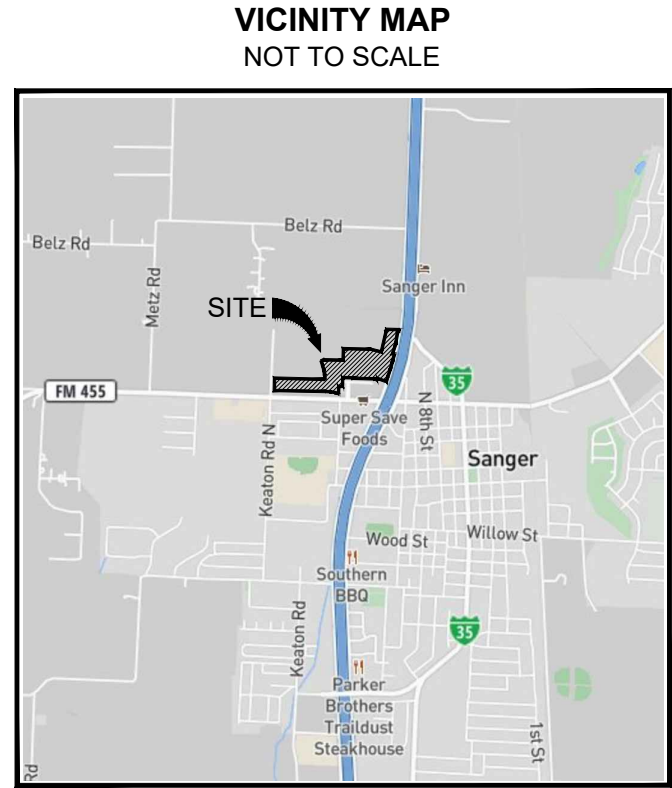 VICINITY MAP
NOT TO SCALE
Belz Rd
Belz Rd
Metz Rd
Sanger Inn
SITE
35
FM 455
N 8th St
Super Save
Foods
Keaton Rd N
Sanger
Wood St
Willow St
Southern
BBQ
Keaton Rd
35
Parker
Brothers
Traildust
Steakhouse
1st St
Rd